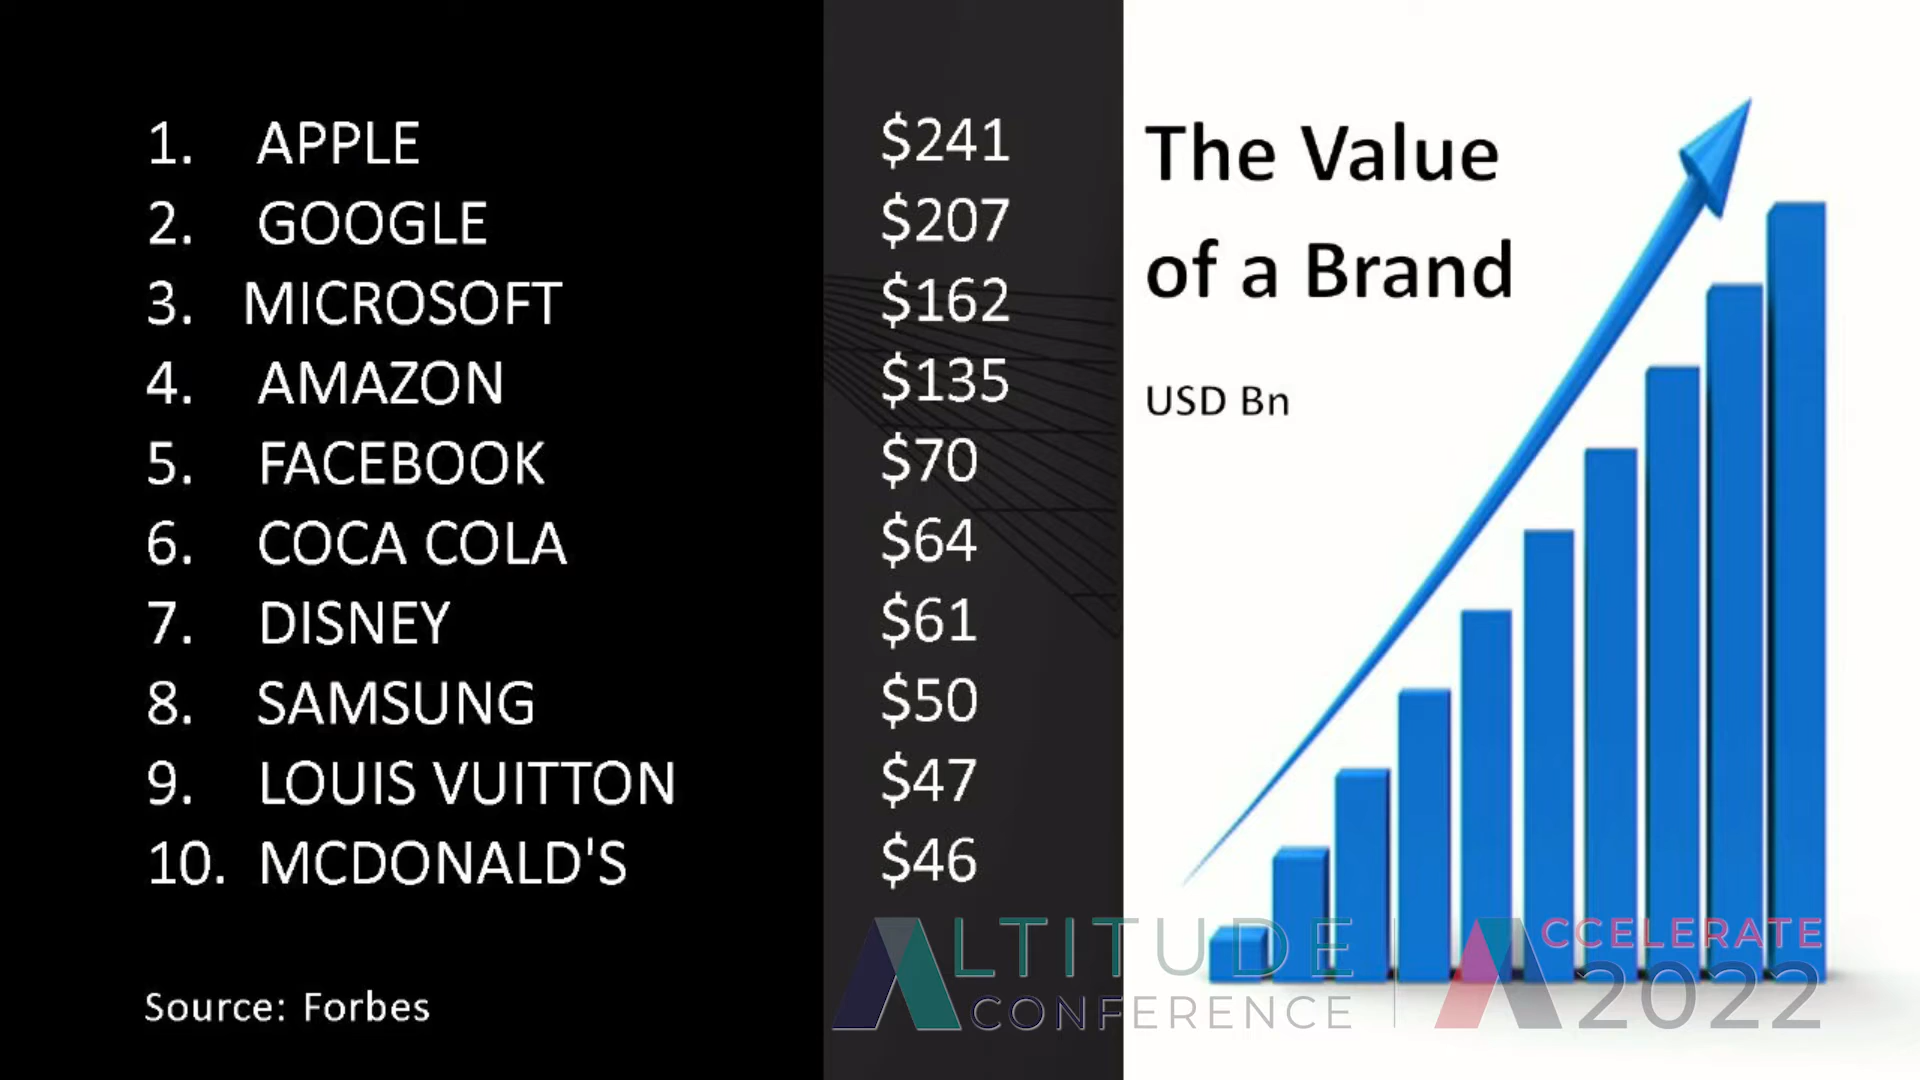 1. APPLE $241
2. GOOGLE $207
3. MICROSOFT $162
4. AMAZON $135
5. FACEBOOK $70
6. COCA COLA $64
7. DISNEY $61
8. SAMSUNG $50
9. LOUIS VUITTON $47
10. MCDONALD'S $46
Source: Forbes
The Value
of a Brand
USD Bn
ALTITUDE
CONFERENCE
ACCELERATE
2022